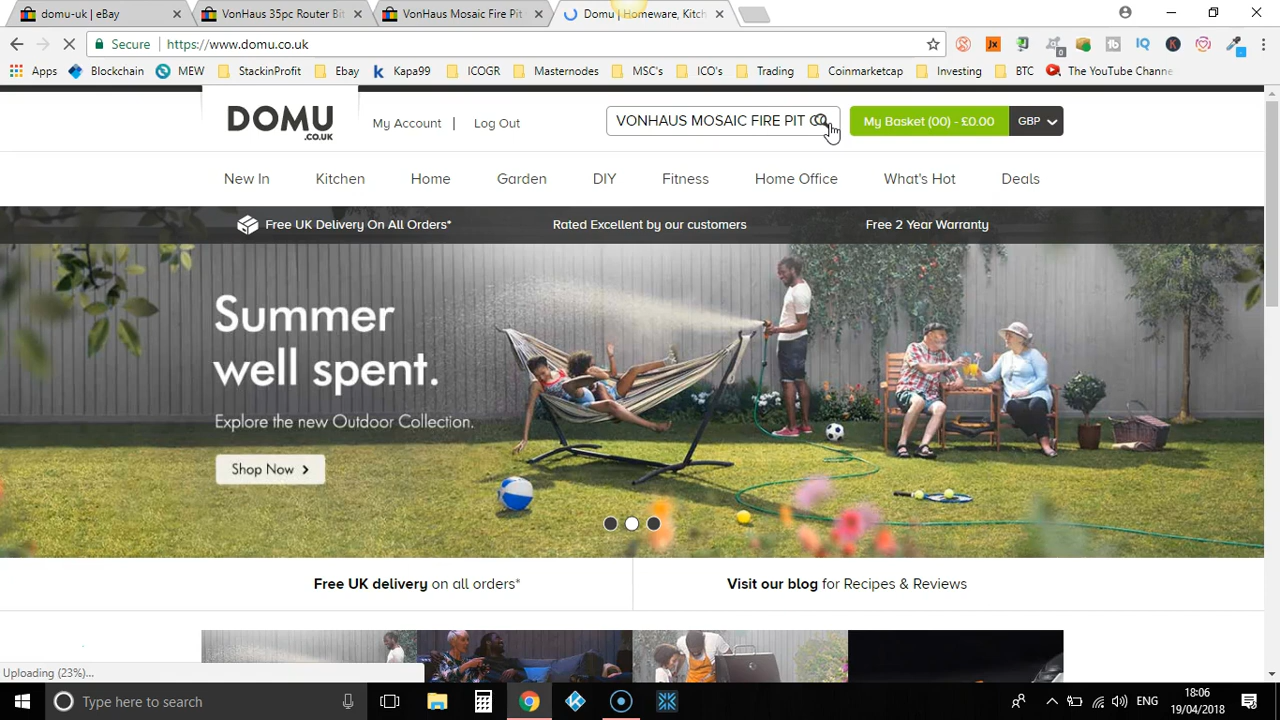 domu-uk | eBay
VonHaus 35pc Router Bit
VonHaus Mosaic Fire Pit
Domu | Homeware, Kitch
Secure
https://www.domu.co.uk
Apps
Blockchain
MEW
StackinProfit
Ebay
Kapa99
ICOGR
Masternodes
MSC's
ICO's
Trading
Coinmarketcap
Investing
BTC
The YouTube Channe
DOMU
.CO.UK
My Account | Log Out
VONHAUS MOSAIC FIRE PIT
My Basket (00) - £0.00
GBP
New In
Kitchen
Home
Garden
DIY
Fitness
Home Office
What's Hot
Deals
Free UK Delivery On All Orders*
Rated Excellent by our customers
Free 2 Year Warranty
Summer
well spent.
Explore the new Outdoor Collection.
Shop Now
Free UK delivery on all orders*
Visit our blog for Recipes & Reviews
Uploading (23%)...
Type here to search
ENG
18:06
19/04/2018